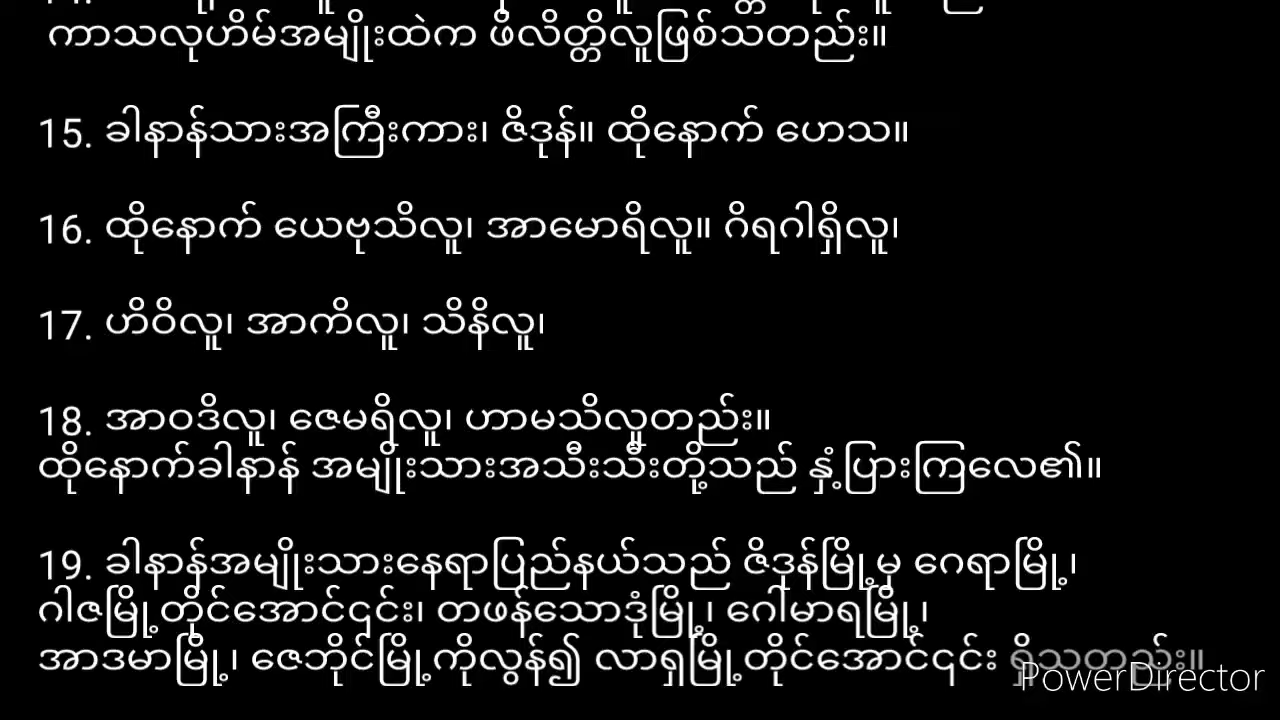 ကာသလုဟိမ်အမျိုးထဲက ဖိလိတ္တိလူဖြစ်သတည်း။
15. ခါနာန်သားအကြီးကား၊ ဇိဒုန်။ ထိုနောက် ဟေသ။
16. ထိုနောက် ယေဗုသိလူ၊ အာမောရိလူ။ ဂိရဂါရှိလူ၊
17. ဟိဝိလူ၊ အာကိလူ၊ သိနိလူ၊
18. အာဝဒိလူ၊ ဇေမရိလူ၊ ဟာမသိလူတည်း။
ထိုနောက်ခါနာန် အမျိုးသားအသီးသီးတို့သည် နှံ့ပြားကြလေ၏။
19. ခါနာန်အမျိုးသားနေရာပြည်နယ်သည် ဇိဒုန်မြို့မှ ဂေရာမြို့၊
ဂါဇမြို့တိုင်အောင်၎င်း၊ တဖန်သောဒုံမြို့၊ ဂေါမာရမြို့၊
အာဒမာမြို့၊ ဇေဘိုင်မြို့ကိုလွန်၍ လာရှမြို့တိုင်အောင်၎င်း ရှိသတည်း။
PowerDirector